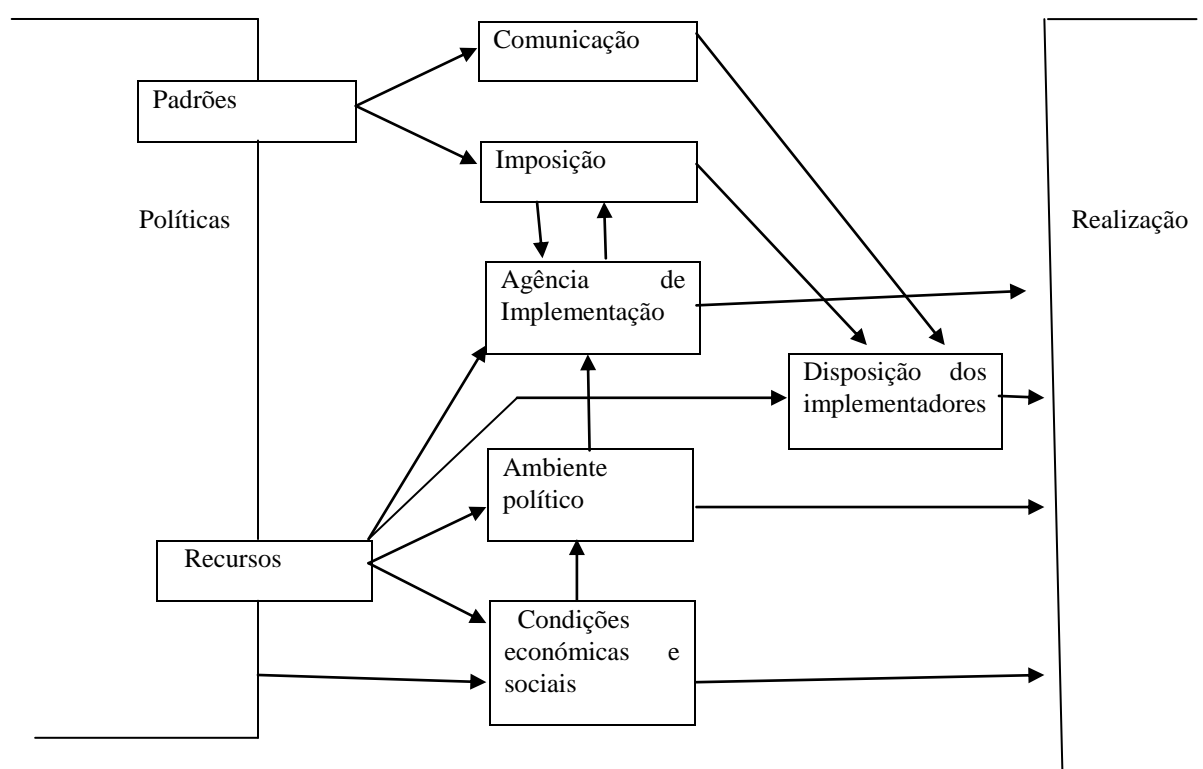 Comunicação
Padrões
Imposição
Políticas
Realização
Agência de
Implementação
Disposição dos
implementadores
Ambiente
político
Recursos
Condições
económicas e
sociais